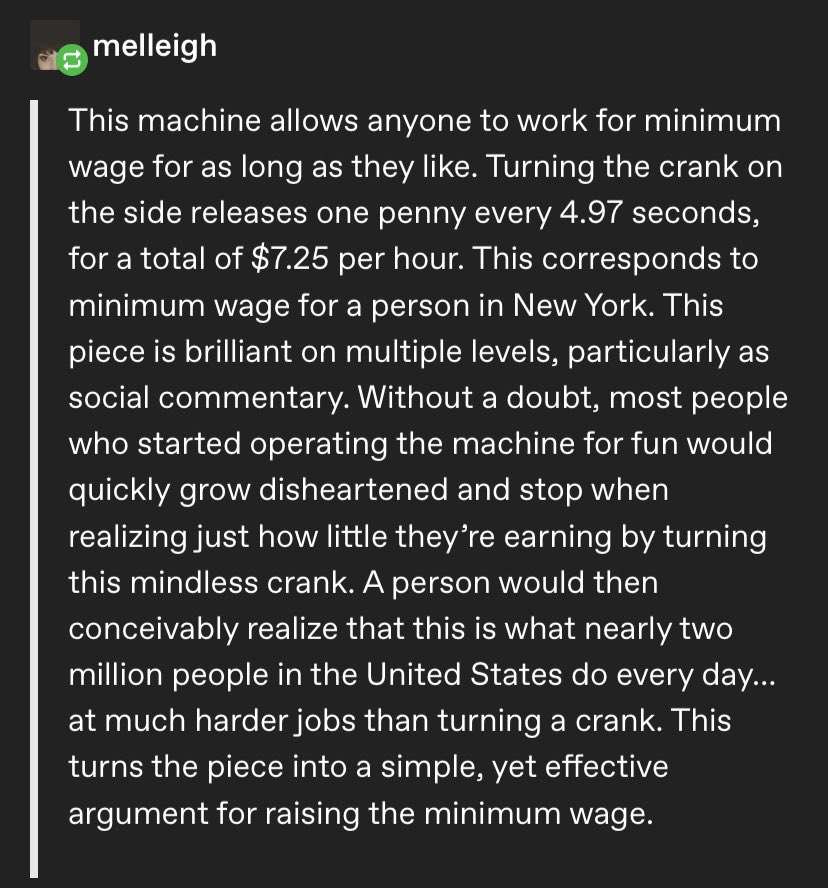 melleigh
This machine allows anyone to work for minimum
wage for as long as they like. Turning the crank on
the side releases one penny every 4.97 seconds,
for a total of $7.25 per hour. This corresponds to
minimum wage for a person in New York. This
piece is brilliant on multiple levels, particularly as
social commentary. Without a doubt, most people
who started operating the machine for fun would
quickly grow disheartened and stop when
realizing just how little they’re earning by turning
this mindless crank. A person would then
conceivably realize that this is what nearly two
million people in the United States do every day...
at much harder jobs than turning a crank. This
turns the piece into a simple, yet effective
argument for raising the minimum wage.